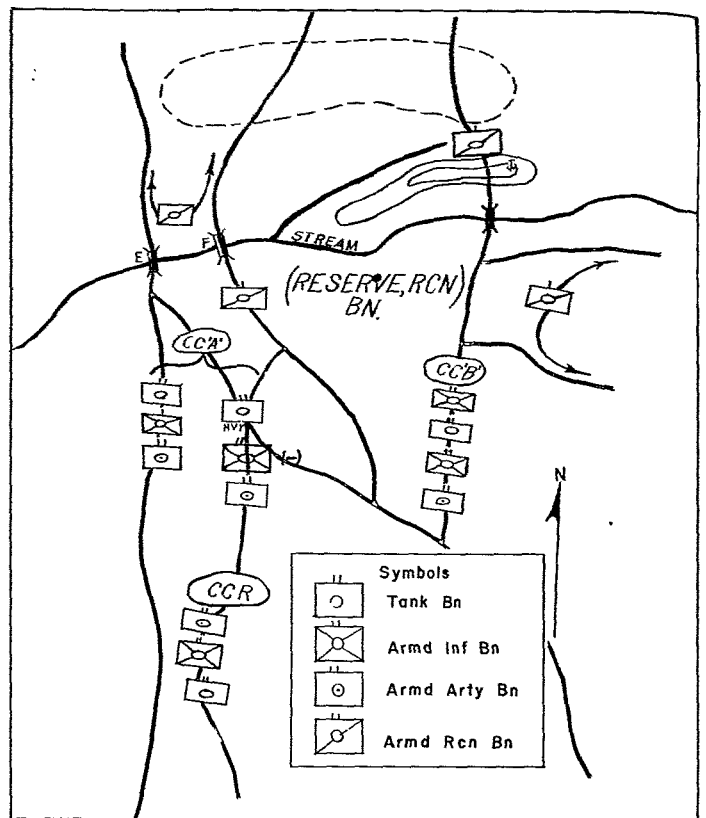 E
F
STREAM
(RESERVE, RCN)
BN.
CC'A'
CC'B'
HVY
(-)
N
CCR
Symbols
Tank Bn
Armd Inf Bn
Armd Arty Bn
Armd Rcn Bn